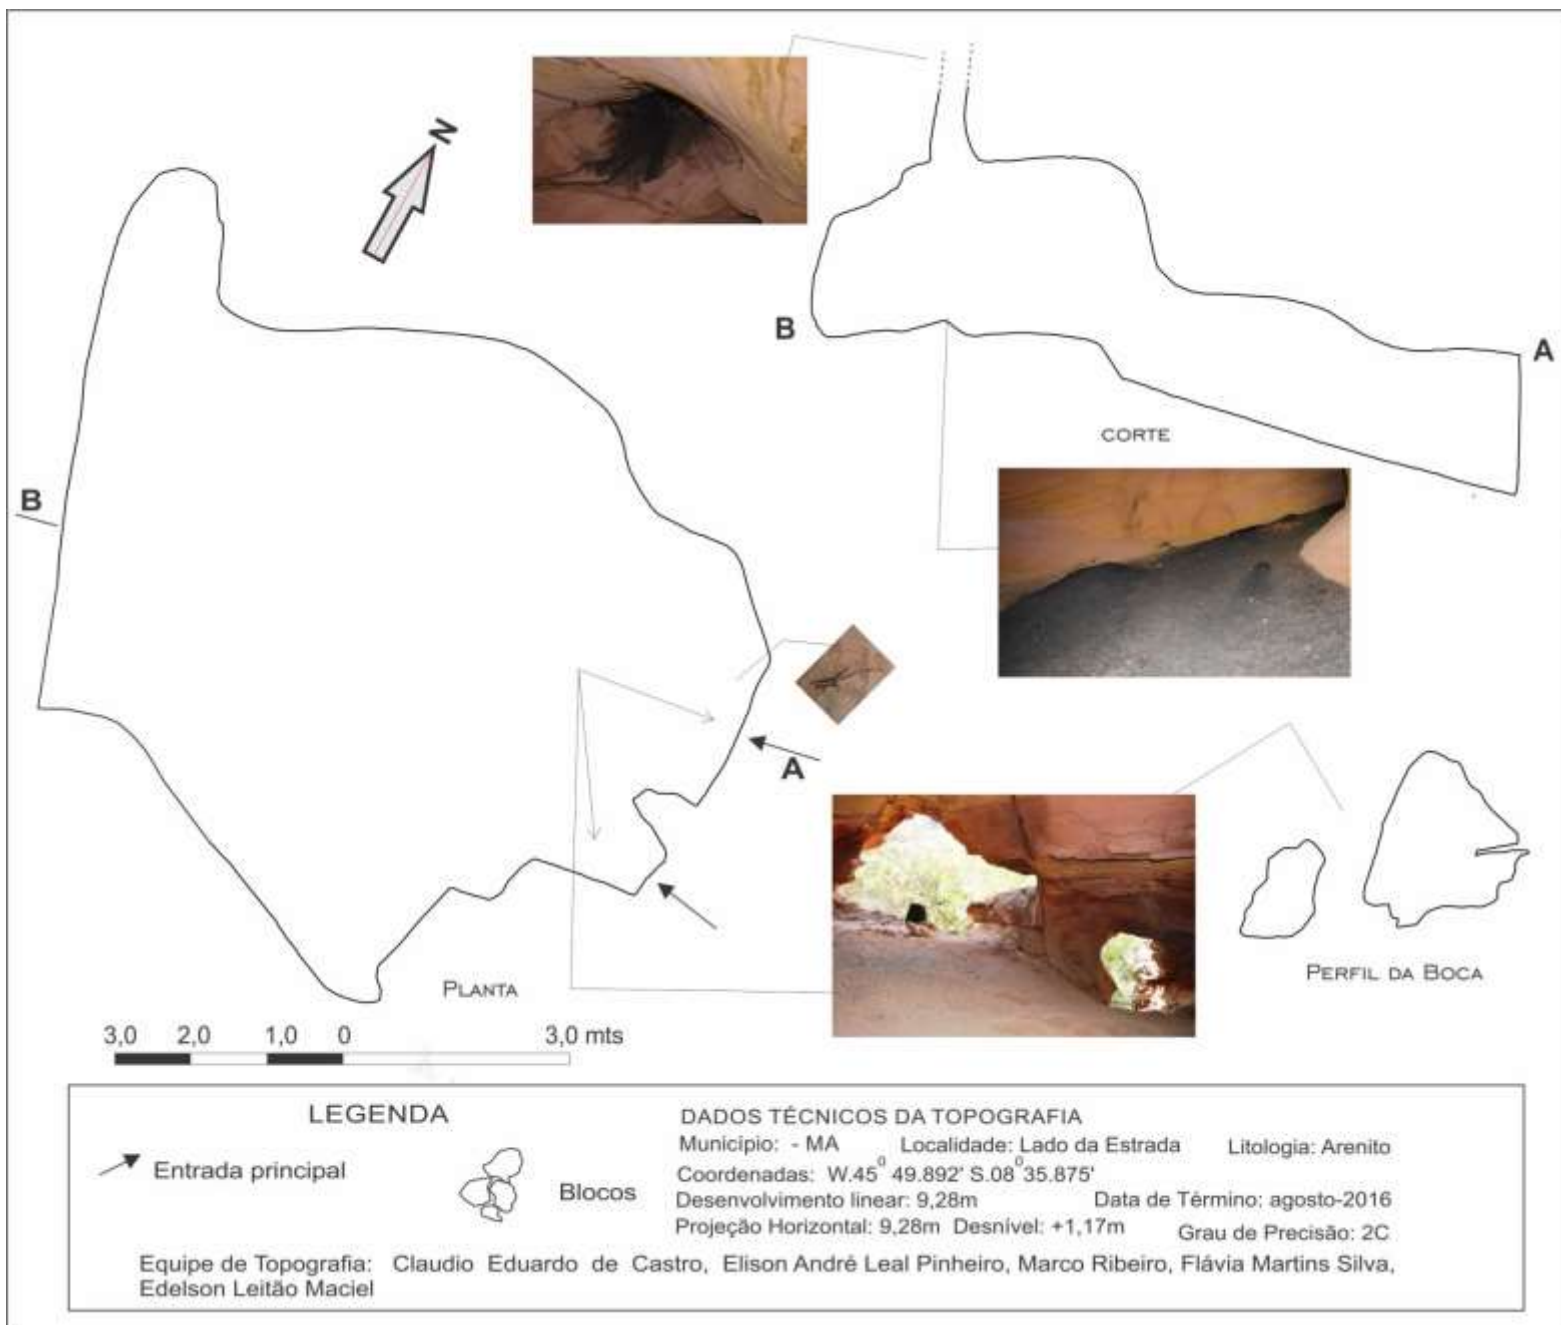 N
B
A
CORTE
B
A
PLANTA
PERFIL DA BOCA
3,0 2,0 1,0 0 3,0 mts
LEGENDA
Entrada principal
Blocos
DADOS TÉCNICOS DA TOPOGRAFIA
Município: - MA Localidade: Lado da Estrada Litologia: Arenito
Coordenadas: W.45⁰ 49.892' S.08⁰35.875'
Desenvolvimento linear: 9,28m Data de Término: agosto-2016
Projeção Horizontal: 9,28m Desnível: +1,17m Grau de Precisão: 2C
Equipe de Topografia: Claudio Eduardo de Castro, Elison André Leal Pinheiro, Marco Ribeiro, Flávia Martins Silva,
Edelson Leitão Maciel